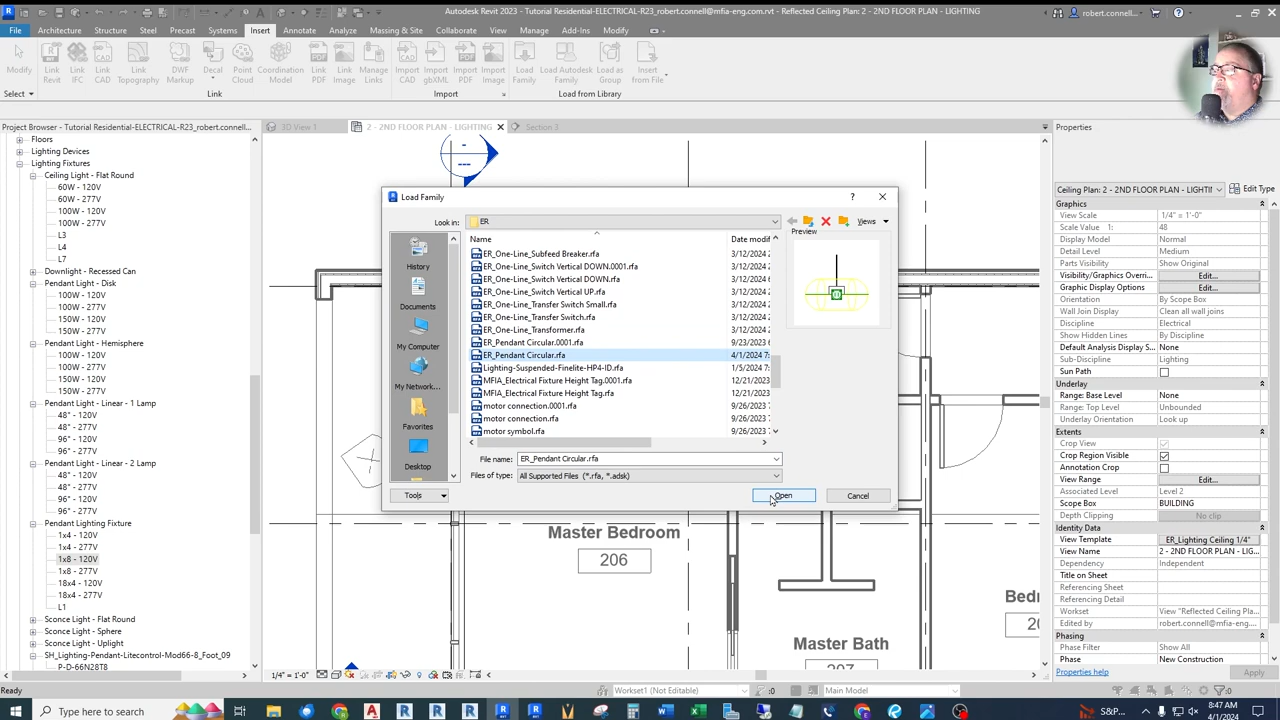 Autodesk Revit 2023 - Tutorial Residential-ELECTRICAL-R23_robert.connell@mfia-eng.com.rvt - Reflected Ceiling Plan: 2 - 2ND FLOOR PLAN - LIGHTING
robert.connell...
File Architecture Structure Steel Precast Systems Insert Annotate Analyze Massing & Site Collaborate View Manage Add-Ins Modify
Modify
Link Revit
Link IFC
Link CAD
Link Topography
DWF Markup
Decal
Point Cloud
Coordination Model
Link PDF
Link Image
Manage Links
Import CAD
Import gbXML
Import PDF
Import Image
Load Family
Load Autodesk Family
Load as Group
Insert from File
Select
Link
Import
Load from Library
Project Browser - Tutorial Residential-ELECTRICAL-R23_robert.connell@mfia-eng.com....
3D View 1
2 - 2ND FLOOR PLAN - LIGHTING
Section 3
Properties
Floors
Lighting Devices
Lighting Fixtures
Ceiling Light - Flat Round
60W - 120V
60W - 277V
100W - 120V
100W - 277V
L3
L4
L7
Downlight - Recessed Can
Pendant Light - Disk
100W - 120V
100W - 277V
150W - 120V
150W - 277V
Pendant Light - Hemisphere
100W - 120V
100W - 277V
150W - 120V
150W - 277V
Pendant Light - Linear - 1 Lamp
48" - 120V
48" - 277V
96" - 120V
96" - 277V
Pendant Light - Linear - 2 Lamp
48" - 120V
48" - 277V
96" - 120V
96" - 277V
Pendant Lighting Fixture
1x4 - 120V
1x4 - 277V
1x8 - 120V
1x8 - 277V
18x4 - 120V
18x4 - 277V
L1
Sconce Light - Flat Round
Sconce Light - Sphere
Sconce Light - Uplight
SH_Lighting-Pendant-Litecontrol-Mod66-8_Foot_09
P-D-66N28T8
Load Family
Look in: ER
Views
History
Documents
My Computer
My Network...
Favorites
Desktop
Name
Date modif
Preview
ER_One-Line_Subfeed Breaker.rfa 3/12/2024
ER_One-Line_Switch Vertical DOWN.0001.rfa 3/12/2024
ER_One-Line_Switch Vertical DOWN.rfa 3/12/2024
ER_One-Line_Switch Vertical UP.rfa 3/12/2024
ER_One-Line_Transfer Switch Small.rfa 3/12/2024
ER_One-Line_Transfer Switch.rfa 3/12/2024
ER_One-Line_Transformer.rfa 3/12/2024
ER_Pendant Circular.0001.rfa 9/23/2023
ER_Pendant Circular.rfa 4/1/2024 7:
Lighting-Suspended-Finelite-HP4-ID.rfa 1/5/2024 7:
MFIA_Electrical Fixture Height Tag.0001.rfa 12/21/2023
MFIA_Electrical Fixture Height Tag.rfa 12/21/2023
motor connection.0001.rfa 9/26/2023
motor connection.rfa 9/26/2023
motor symbol.rfa 9/26/2023
File name: ER_Pendant Circular.rfa
Files of type: All Supported Files (*.rfa, *.adsk)
Tools
Open
Cancel
Master Bedroom
206
Master Bath
207
Bed
20
Ceiling Plan: 2 - 2ND FLOOR PLAN - LIGHTI
Edit Type
Graphics
View Scale 1/4" = 1'-0"
Scale Value 1: 48
Display Model Normal
Detail Level Medium
Parts Visibility Show Original
Visibility/Graphics Overri... Edit...
Graphic Display Options Edit...
Orientation By Scope Box
Wall Join Display Clean all wall joins
Discipline Electrical
Show Hidden Lines By Discipline
Default Analysis Display S... None
Sub-Discipline Lighting
Sun Path
Underlay
Range: Base Level None
Range: Top Level Unbounded
Underlay Orientation Look up
Extents
Crop View
Crop Region Visible
Annotation Crop
View Range Edit...
Associated Level Level 2
Scope Box BUILDING
Depth Clipping No clip
Identity Data
View Template ER_Lighting Ceiling 1/4"
View Name 2 - 2ND FLOOR PLAN - LIG...
Dependency Independent
Title on Sheet
Referencing Sheet
Referencing Detail
Workset View "Reflected Ceiling Pla...
Edited by robert.connell@mfia-eng....
Phasing
Phase Filter Show All
Phase New Construction
Properties help
Apply
1/4" = 1'-0"
Ready
Workset1 (Not Editable)
:0
Main Model
:0
Type here to search
S&P...
8:47 AM
4/1/2024